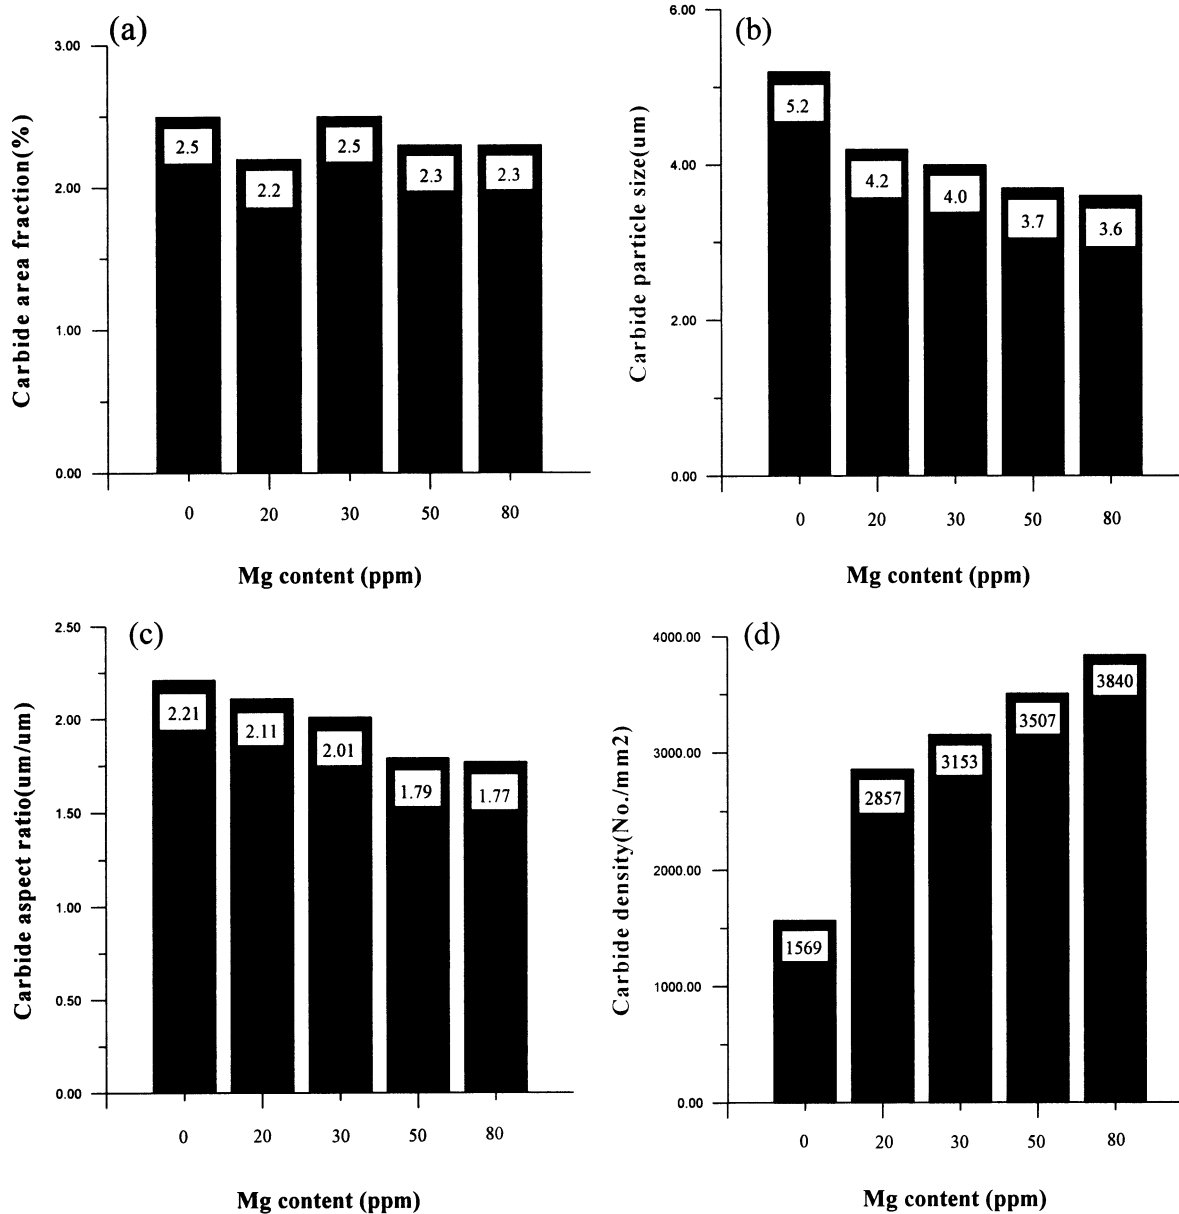 (a)
3.00
2.00
1.00
0.00
Carbide area fraction(%)
2.5
2.2
2.5
2.3
2.3
0 20 30 50 80
Mg content (ppm)
(b)
6.00
4.00
2.00
0.00
Carbide particle size(um)
5.2
4.2
4.0
3.7
3.6
0 20 30 50 80
Mg content (ppm)
(c)
2.50
2.00
1.50
1.00
0.50
0.00
Carbide aspect ratio(um/um)
2.21
2.11
2.01
1.79
1.77
0 20 30 50 80
Mg content (ppm)
(d)
4000.00
3000.00
2000.00
1000.00
0.00
Carbide density(No./mm2)
1569
2857
3153
3507
3840
0 20 30 50 80
Mg content (ppm)